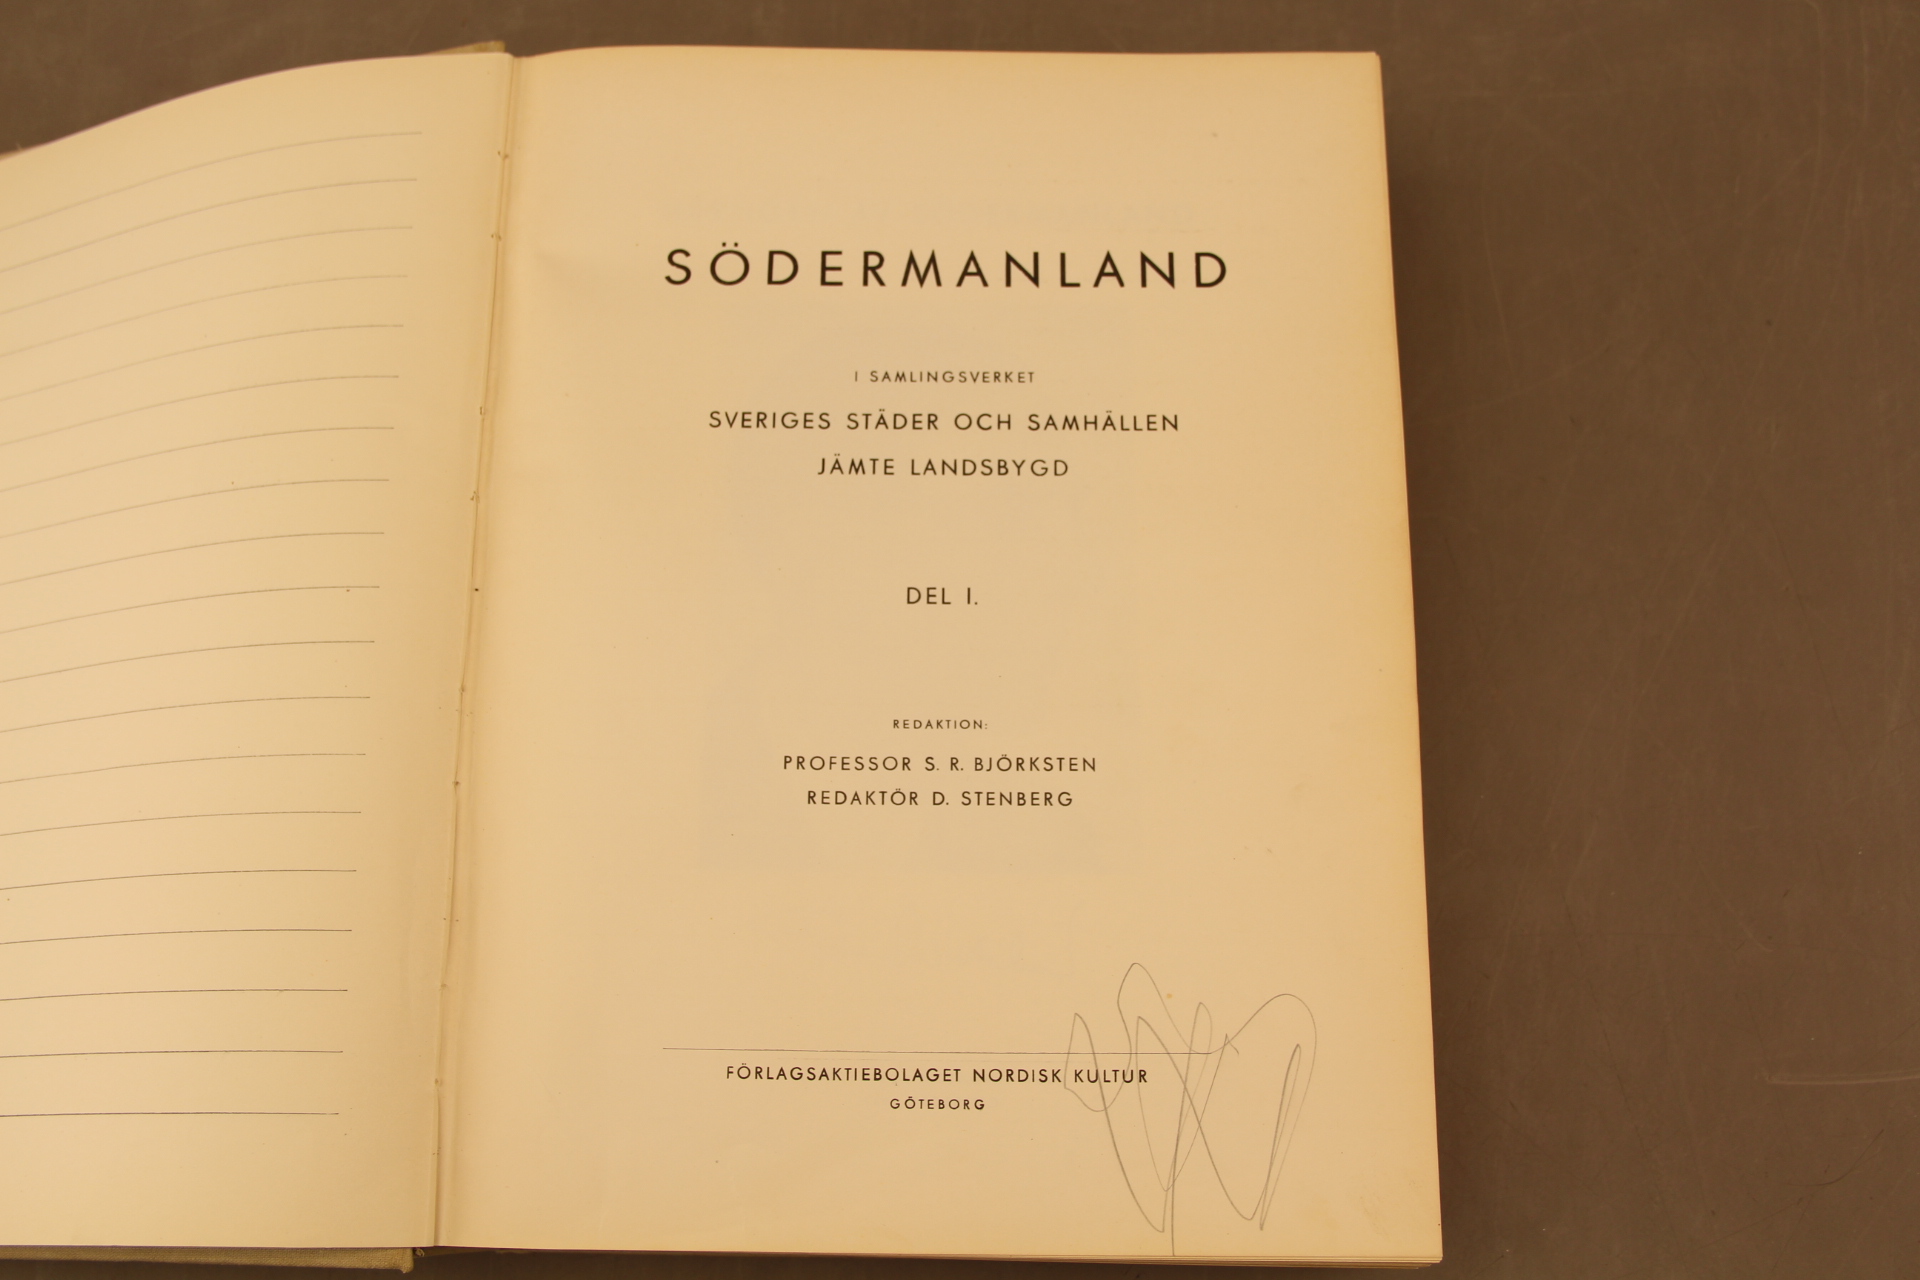 SÖDERMANLAND
I SAMLINGSVERKET
SVERIGES STÄDER OCH SAMHÄLLEN
JÄMTE LANDSBYGD
DEL I.
REDAKTION:
PROFESSOR S. R. BJÖRKSTEN
REDAKTÖR D. STENBERG
FÖRLAGSAKTIEBOLAGET NORDISK KULTUR
GÖTEBORG